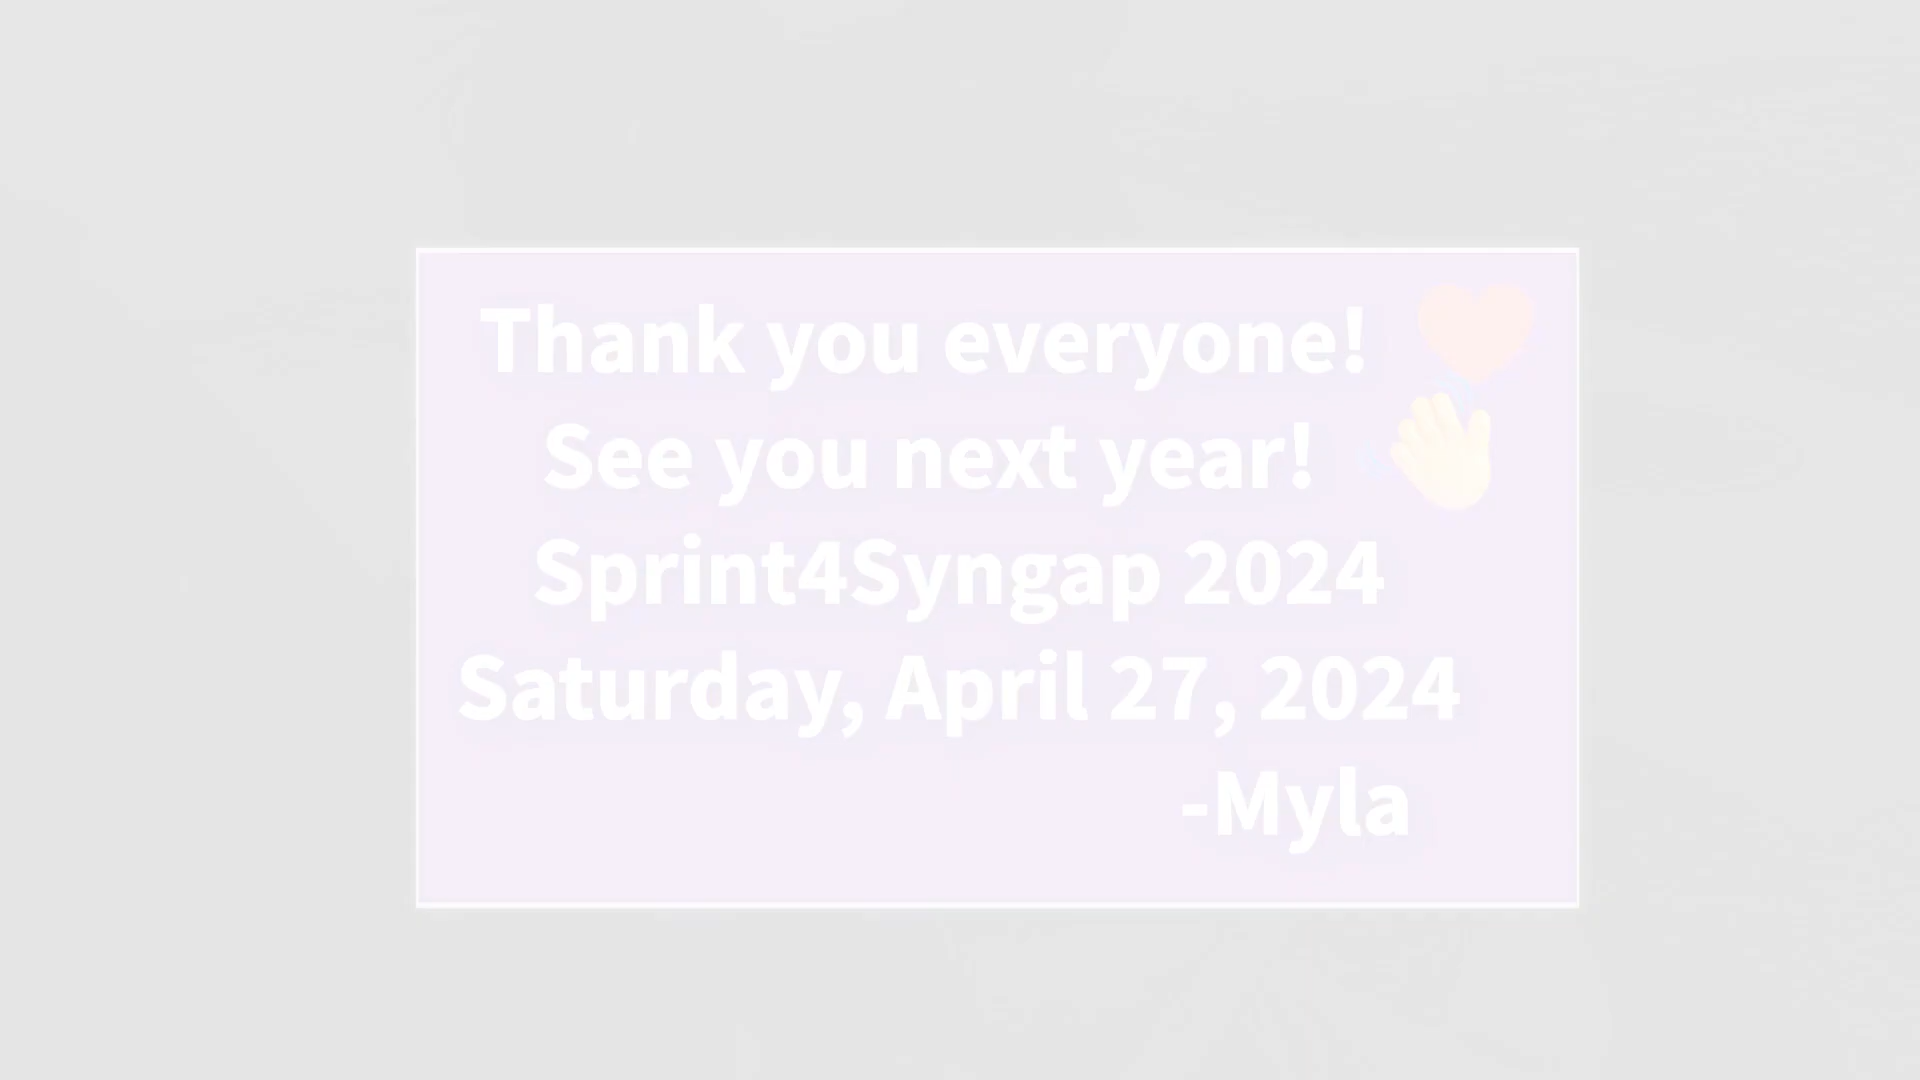 Thank you everyone! ❤️
See you next year! 👋
Sprint4Syngap 2024
Saturday, April 27, 2024
-Myla